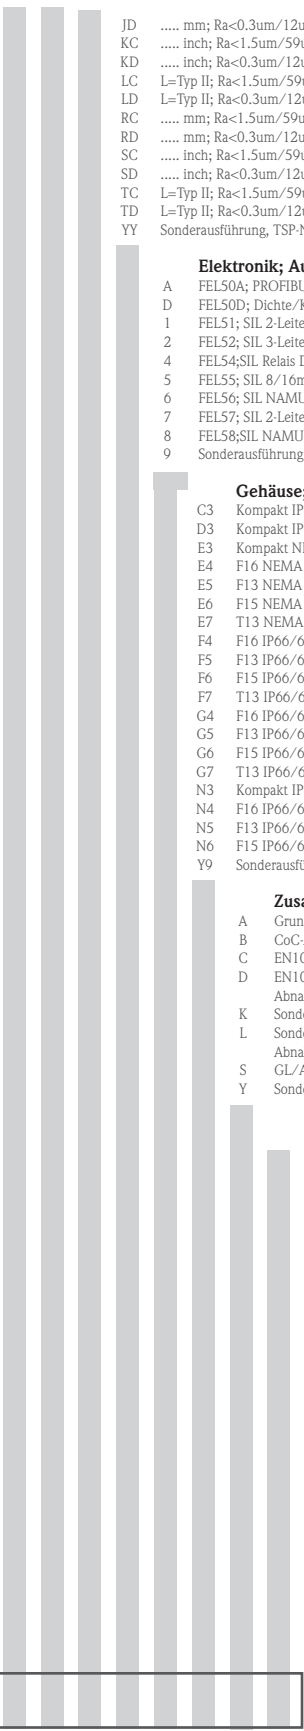 JD ..... mm; Ra<0.3um/12u
KC ..... inch; Ra<1.5um/59u
KD ..... inch; Ra<0.3um/12u
LC L=Typ II; Ra<1.5um/59u
LD L=Typ II; Ra<0.3um/12u
RC ..... mm; Ra<1.5um/59u
RD ..... mm; Ra<0.3um/12u
SC ..... inch; Ra<1.5um/59u
SD ..... inch; Ra<0.3um/12u
TC L=Typ II; Ra<1.5um/59u
TD L=Typ II; Ra<0.3um/12u
YY Sonderausführung, TSP-N
Elektronik; Au
A FEL50A; PROFIBU
D FEL50D; Dichte/K
1 FEL51; SIL 2-Leite
2 FEL52; SIL 3-Leite
4 FEL54;SIL Relais D
5 FEL55; SIL 8/16m
6 FEL56; SIL NAMU
7 FEL57; SIL 2-Leite
8 FEL58;SIL NAMU
9 Sonderausführung
Gehäuse;
C3 Kompakt IP
D3 Kompakt IP
E3 Kompakt NE
E4 F16 NEMA
E5 F13 NEMA
E6 F15 NEMA
E7 T13 NEMA
F4 F16 IP66/6
F5 F13 IP66/6
F6 F15 IP66/6
F7 T13 IP66/6
G4 F16 IP66/6
G5 F13 IP66/6
G6 F15 IP66/6
G7 T13 IP66/6
N3 Kompakt IP
N4 F16 IP66/6
N5 F13 IP66/6
N6 F15 IP66/6
Y9 Sonderausfü
Zusa
A Grun
B CoC-
C EN10
D EN10
Abna
K Sonde
L Sonde
Abna
S GL/A
Y Sonde